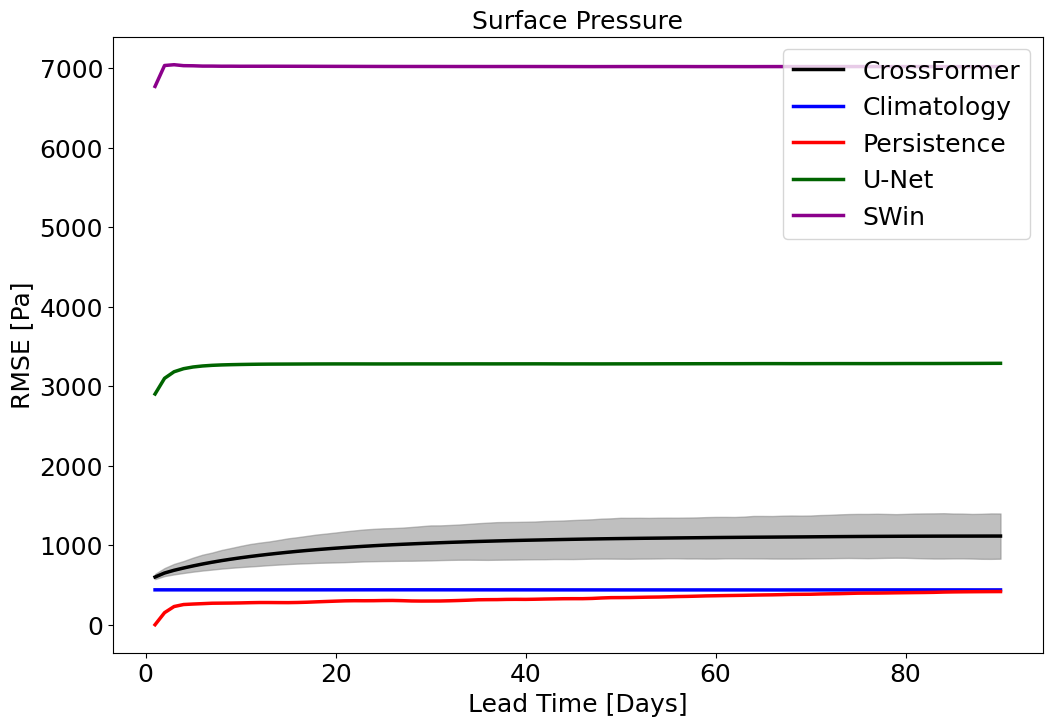 Surface Pressure
RMSE [Pa]
7000
6000
5000
4000
3000
2000
1000
0
CrossFormer
Climatology
Persistence
U-Net
SWin
0 20 40 60 80
Lead Time [Days]